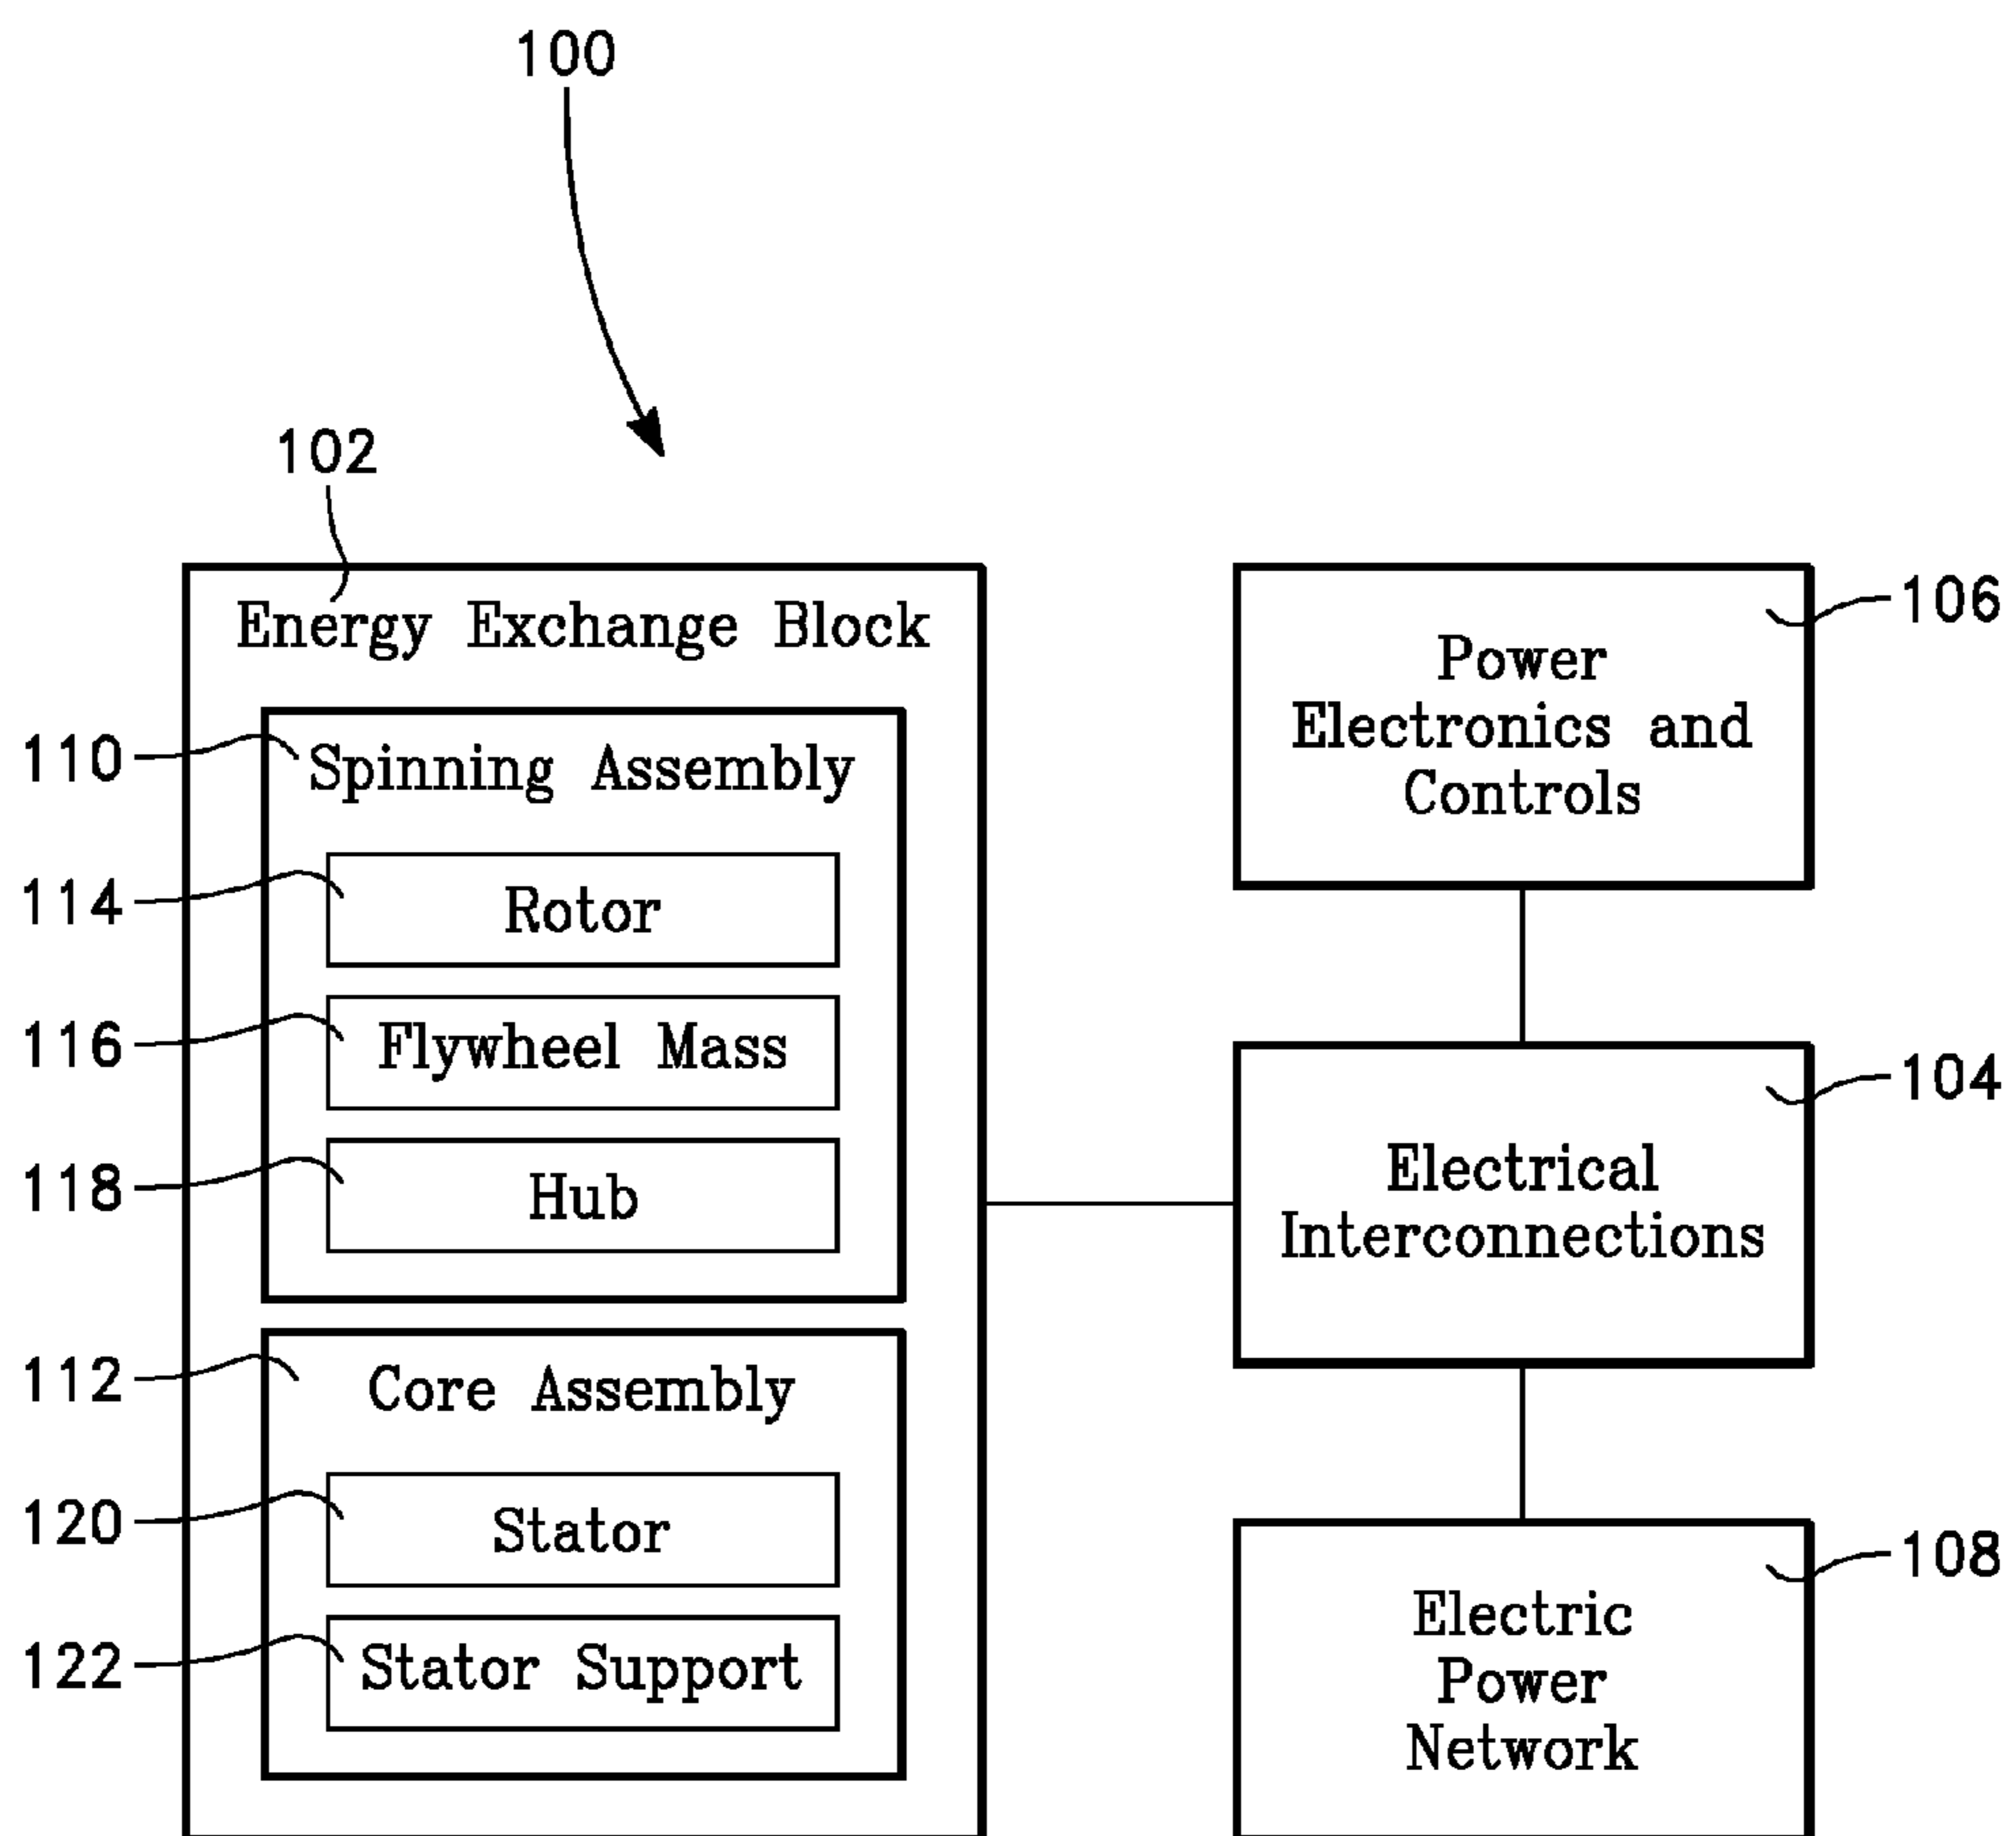 100
102
Energy Exchange Block
110
Spinning Assembly
114
Rotor
116
Flywheel Mass
118
Hub
112
Core Assembly
120
Stator
122
Stator Support
106
Power
Electronics and
Controls
104
Electrical
Interconnections
108
Electric
Power
Network